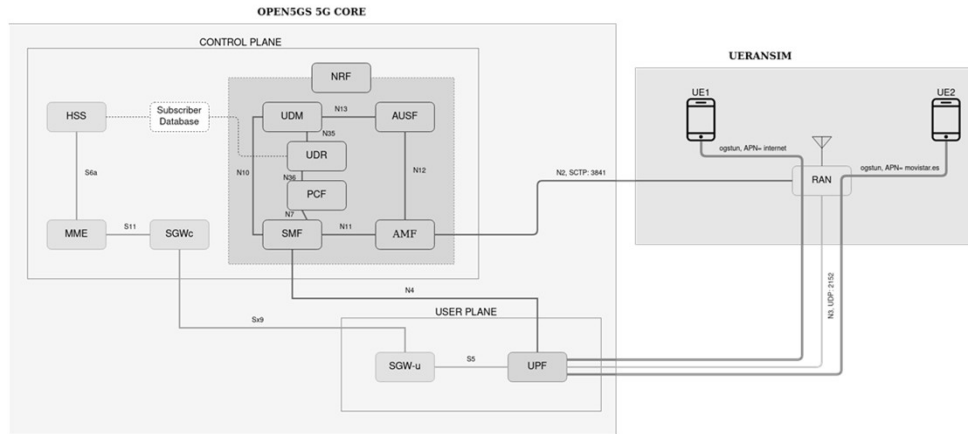 OPEN5GS 5G CORE
CONTROL PLANE
UERANSIM
NRF
UE1
UE2
HSS
Subscriber
Database
UDM
N13
AUSF
N35
ogstun, APN= internet
UDR
ogstun, APN= movistar.es
S6a
N10
N36
N12
N2, SCTP: 3841
RAN
PCF
N7
MME
S11
SGWc
SMF
N11
AMF
N4
N3, UDP: 2152
USER PLANE
Sx9
SGW-u
S5
UPF